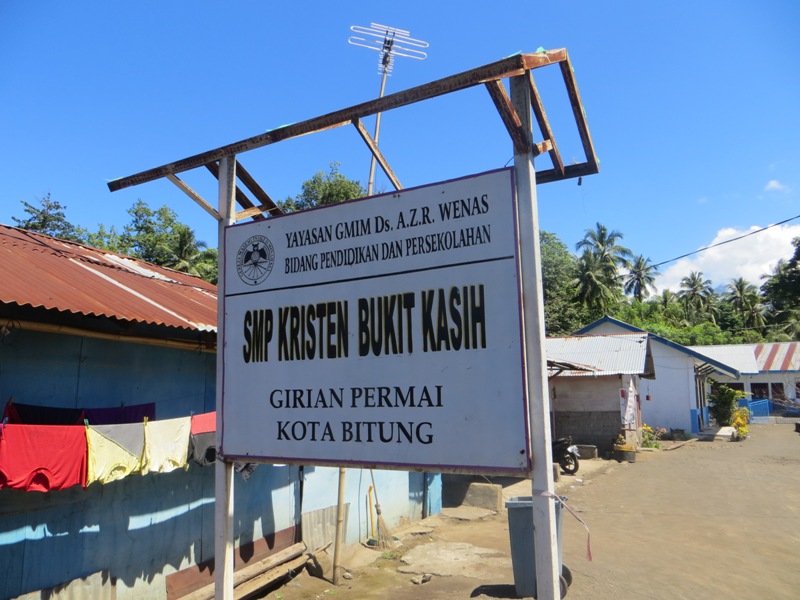 YAYASAN GMIM Ds. A.Z.R. WENAS
BIDANG PENDIDIKAN DAN PERSEKOLAHAN
SMP KRISTEN BUKIT KASIH
GIRIAN PERMAI
KOTA BITUNG